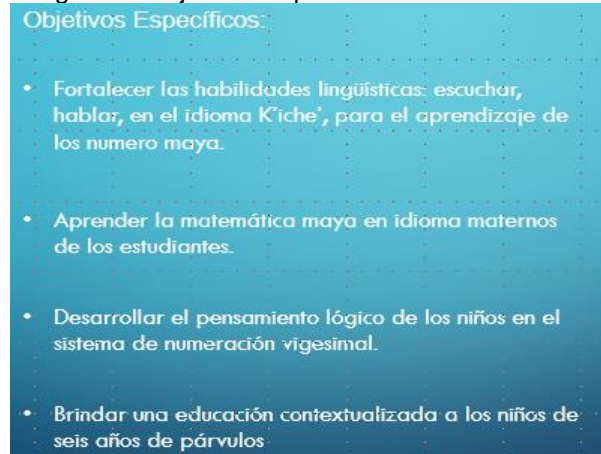 Objetivos Específicos:
• Fortalecer las habilidades lingüísticas: escuchar,
hablar, en el idioma K'iche', para el aprendizaje de
los numero maya.
• Aprender la matemática maya en idioma maternos
de los estudiantes.
• Desarrollar el pensamiento lógico de los niños en el
sistema de numeración vigesimal.
• Brindar una educación contextualizada a los niños de
seis años de párvulos